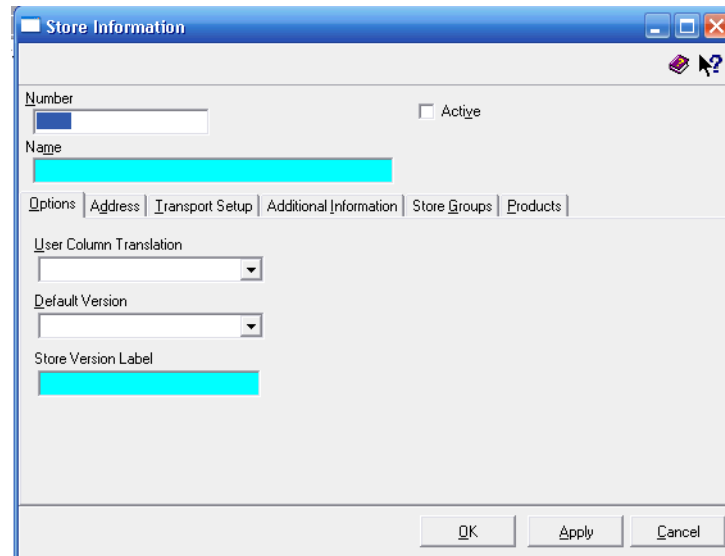 Store Information
Number
Active
Name
Options Address Transport Setup Additional Information Store Groups Products
User Column Translation
Default Version
Store Version Label
OK Apply Cancel